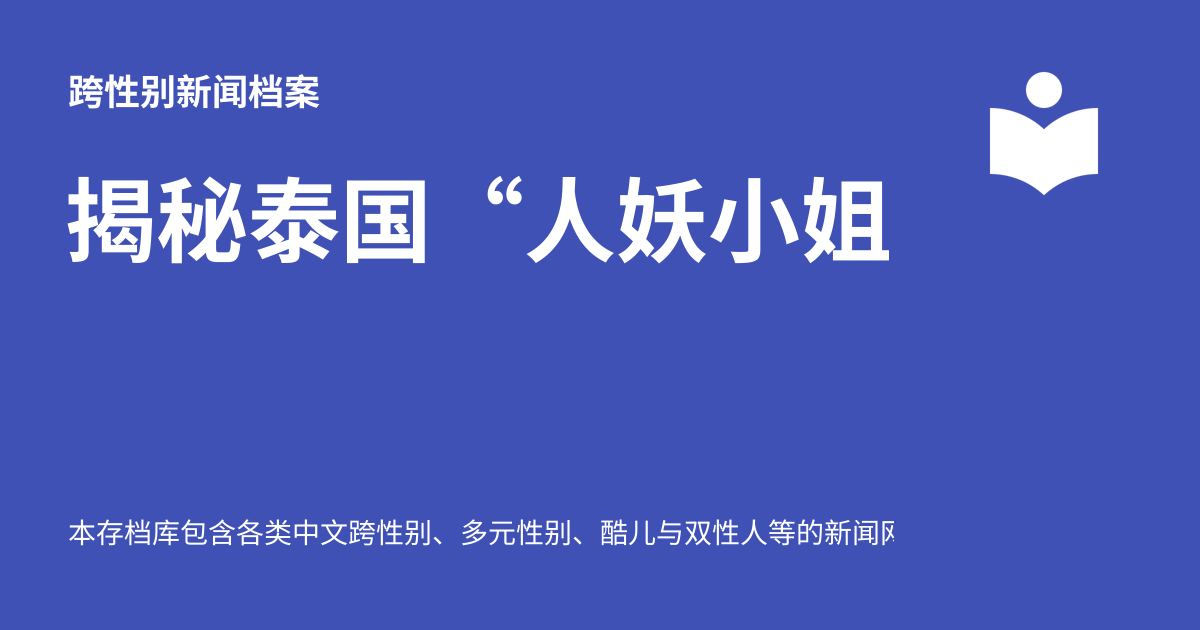 跨性别新闻档案
揭秘泰国“人妖小姐
本存档库包含各类中文跨性别、多元性别、酷儿与双性人等的新闻网